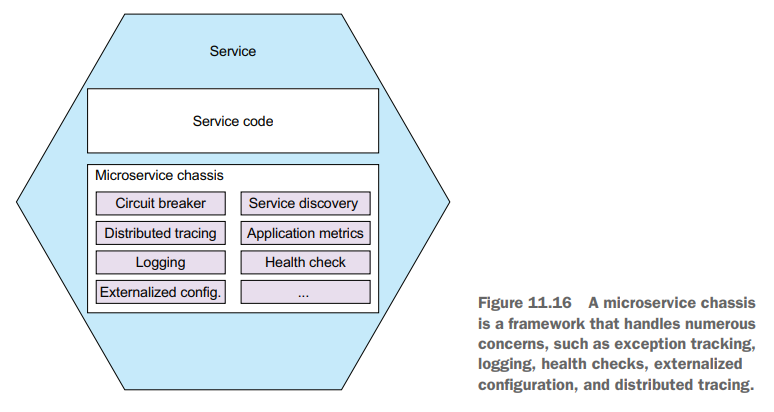 Service
Service code
Microservice chassis
Circuit breaker
Service discovery
Distributed tracing
Application metrics
Logging
Health check
Externalized config.
...
Figure 11.16 A microservice chassis
is a framework that handles numerous
concerns, such as exception tracking,
logging, health checks, externalized
configuration, and distributed tracing.